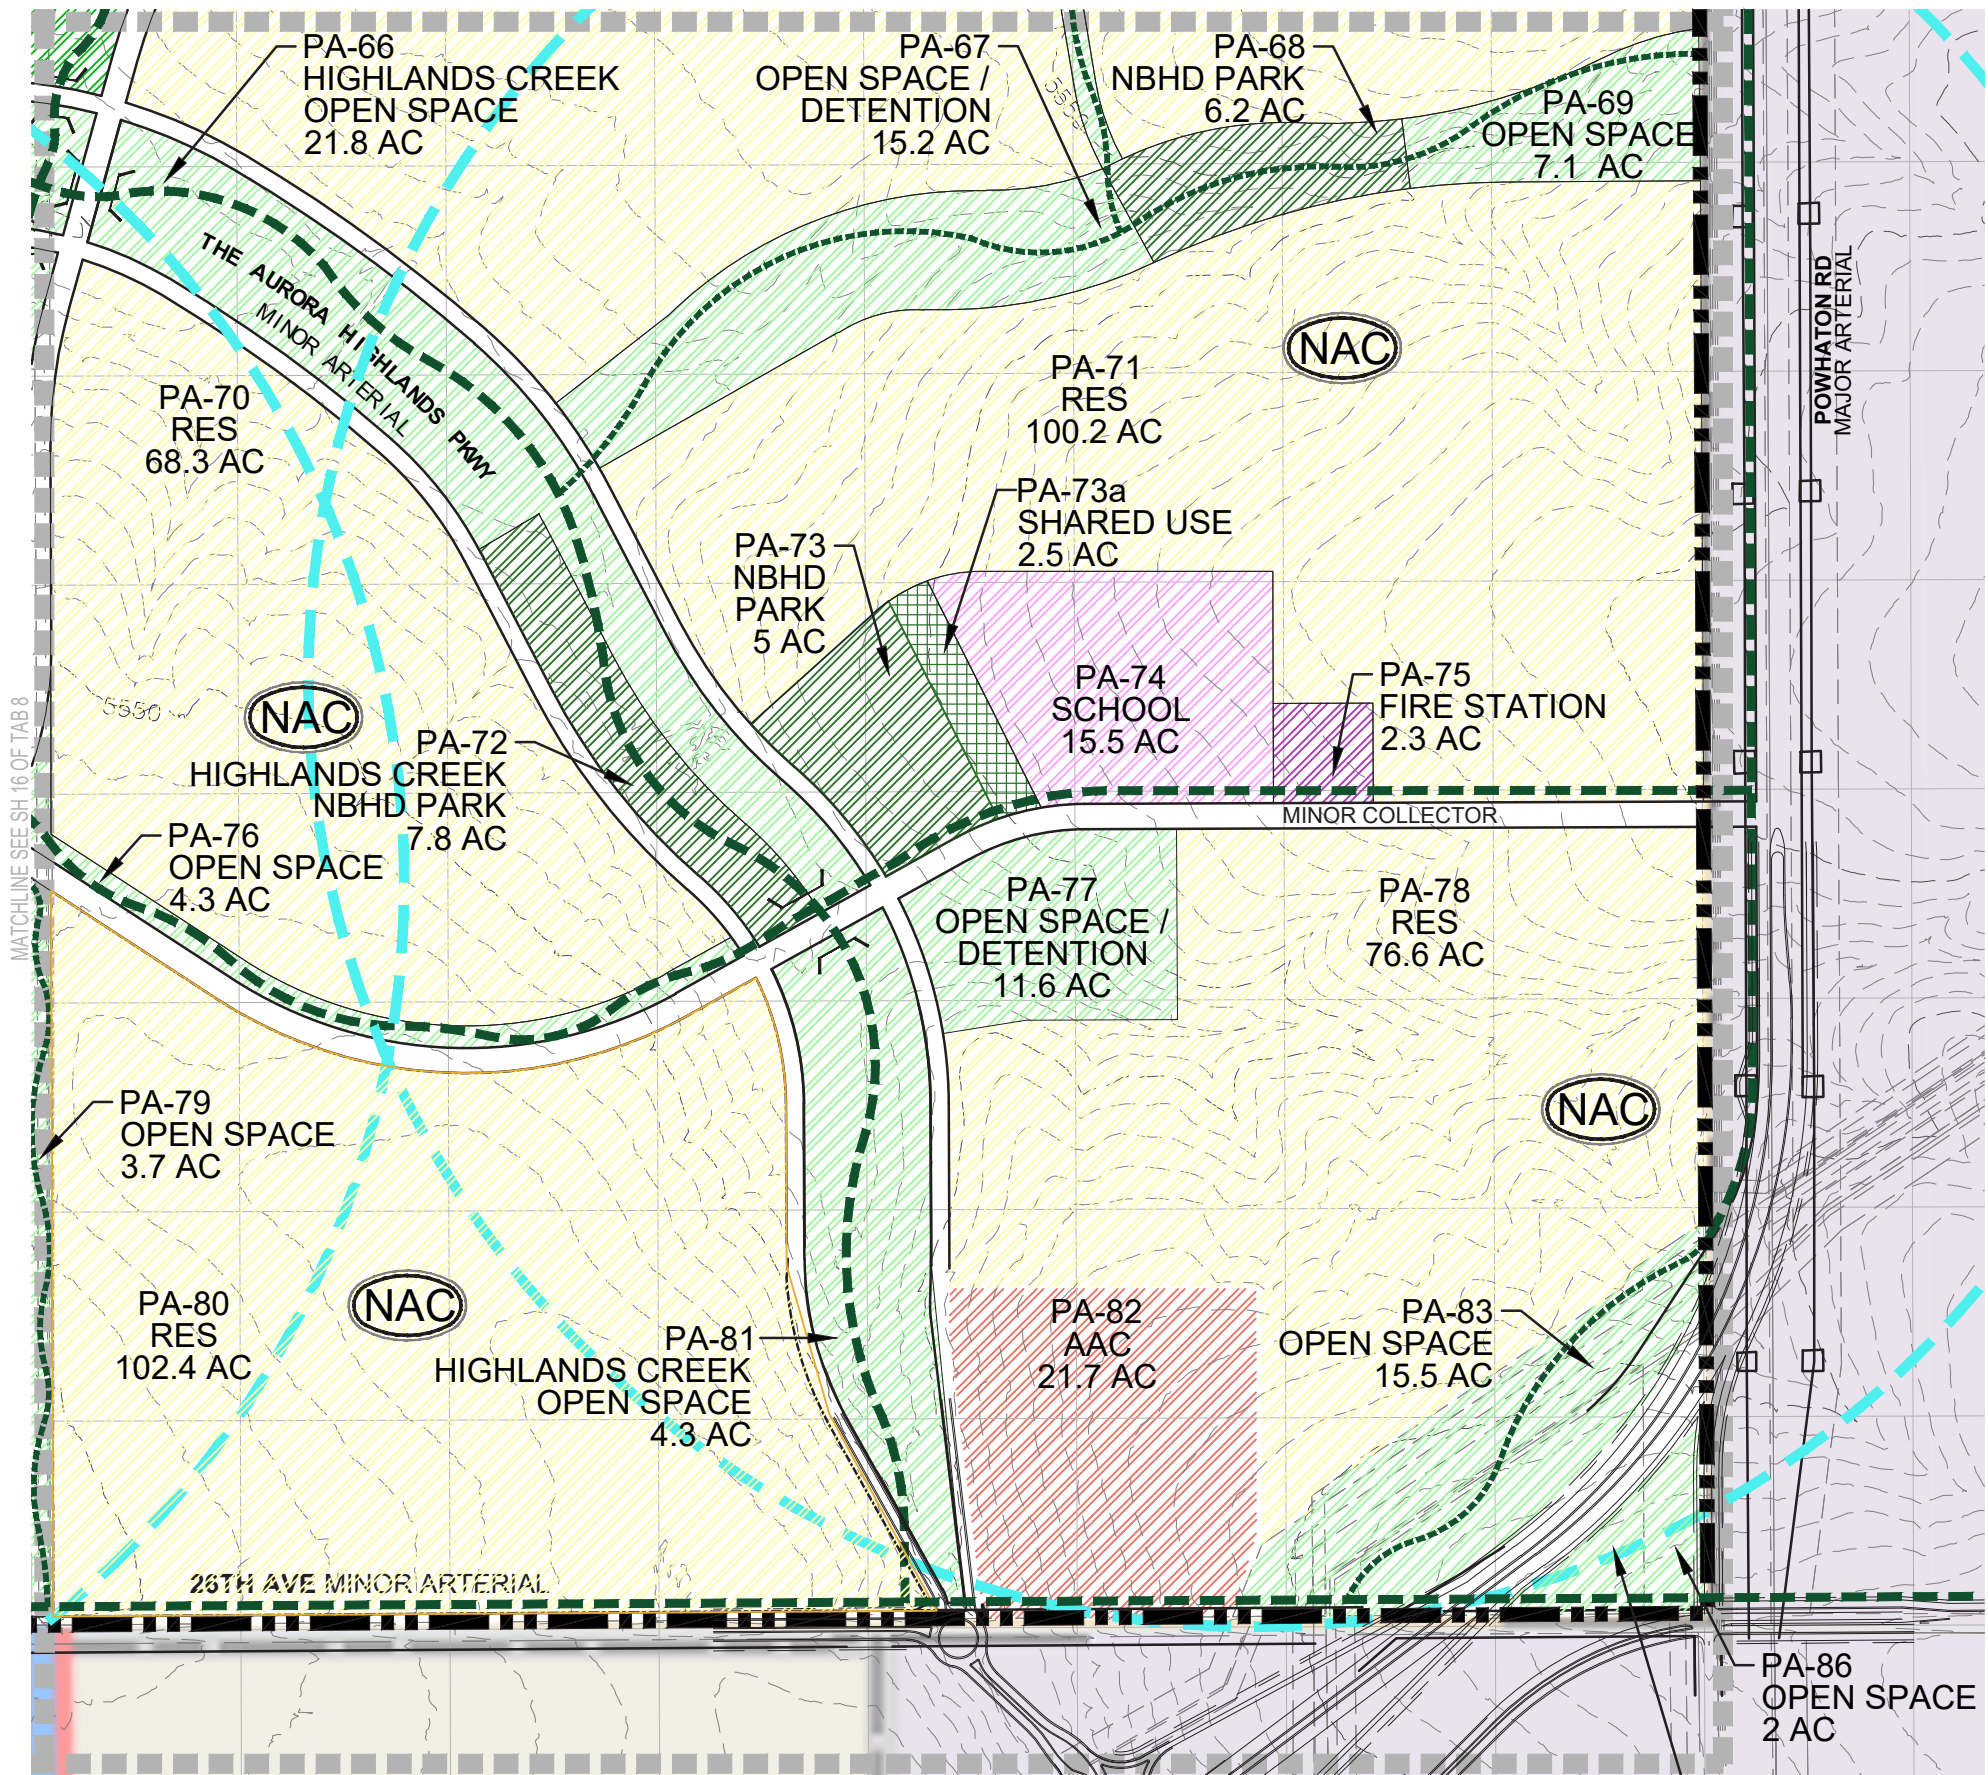 PA-66
HIGHLANDS CREEK
OPEN SPACE
21.8 AC
PA-67
OPEN SPACE /
DETENTION
15.2 AC
PA-68
NBHD PARK
6.2 AC
PA-69
OPEN SPACE
7.1 AC
5550
THE AURORA HIGHLANDS PKWY
MINOR ARTERIAL
POWHATON RD
MAJOR ARTERIAL
NAC
PA-70
RES
68.3 AC
PA-71
RES
100.2 AC
PA-73a
SHARED USE
2.5 AC
PA-73
NBHD
PARK
5 AC
PA-74
SCHOOL
15.5 AC
PA-75
FIRE STATION
2.3 AC
5550
NAC
PA-72
HIGHLANDS CREEK
NBHD PARK
7.8 AC
MINOR COLLECTOR
MATCHLINE SEE SH 16 OF TAB 8
PA-76
OPEN SPACE
4.3 AC
PA-77
OPEN SPACE /
DETENTION
11.6 AC
PA-78
RES
76.6 AC
NAC
PA-79
OPEN SPACE
3.7 AC
NAC
PA-80
RES
102.4 AC
PA-81
HIGHLANDS CREEK
OPEN SPACE
4.3 AC
PA-82
AAC
21.7 AC
PA-83
OPEN SPACE
15.5 AC
26TH AVE MINOR ARTERIAL
PA-86
OPEN SPACE
2 AC